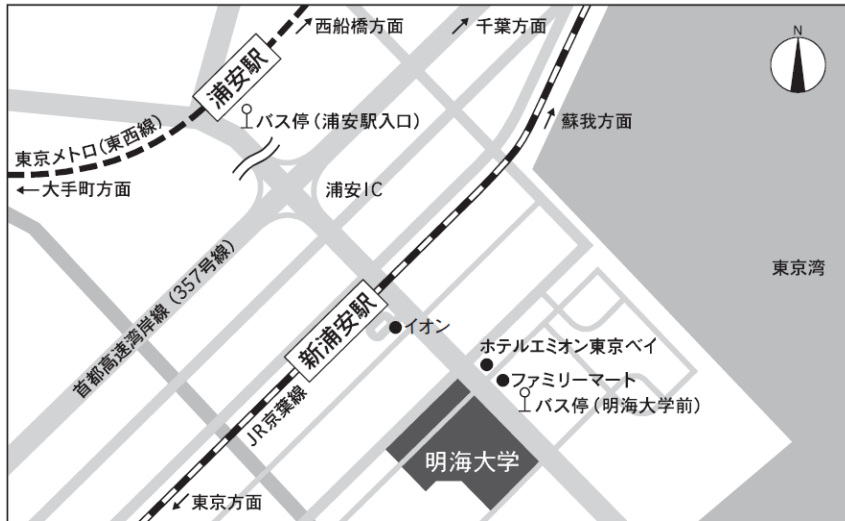 ↗西船橋方面
↗千葉方面
N
浦安駅
バス停（浦安駅入口）
東京メトロ（東西線）
←大手町方面
蘇我方面
浦安IC
首都高速湾岸線（357号線）
東京湾
新浦安駅
イオン
ホテルエミオン東京ベイ
ファミリーマート
バス停（明海大学前）
JR京葉線
明海大学
東京方面